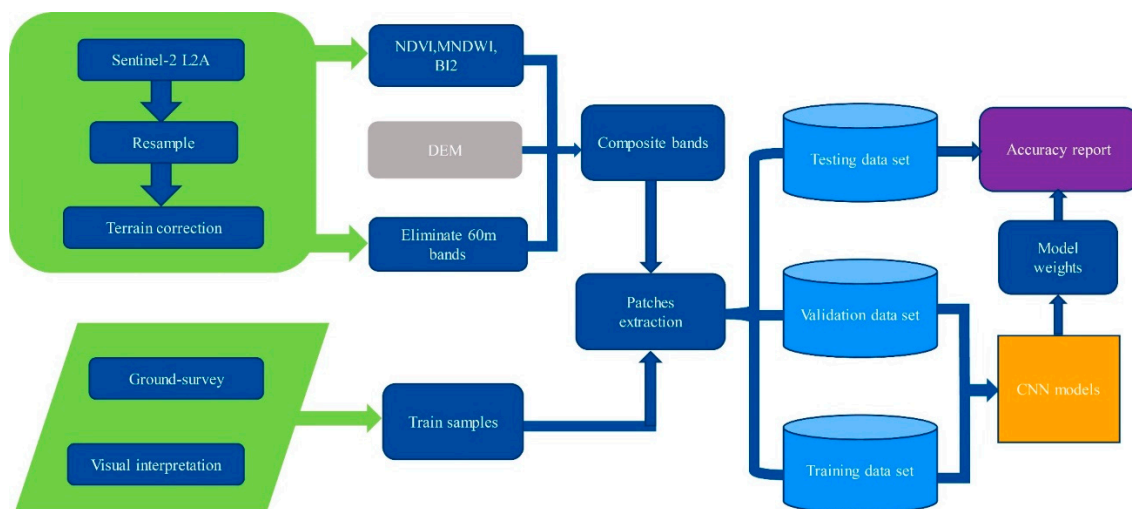 Sentinel-2 L2A
Resample
Terrain correction
NDVI,MNDWI,
BI2
DEM
Eliminate 60m
bands
Composite bands
Ground-survey
Visual interpretation
Train samples
Patches
extraction
Testing data set
Validation data set
Training data set
Accuracy report
Model
weights
CNN models